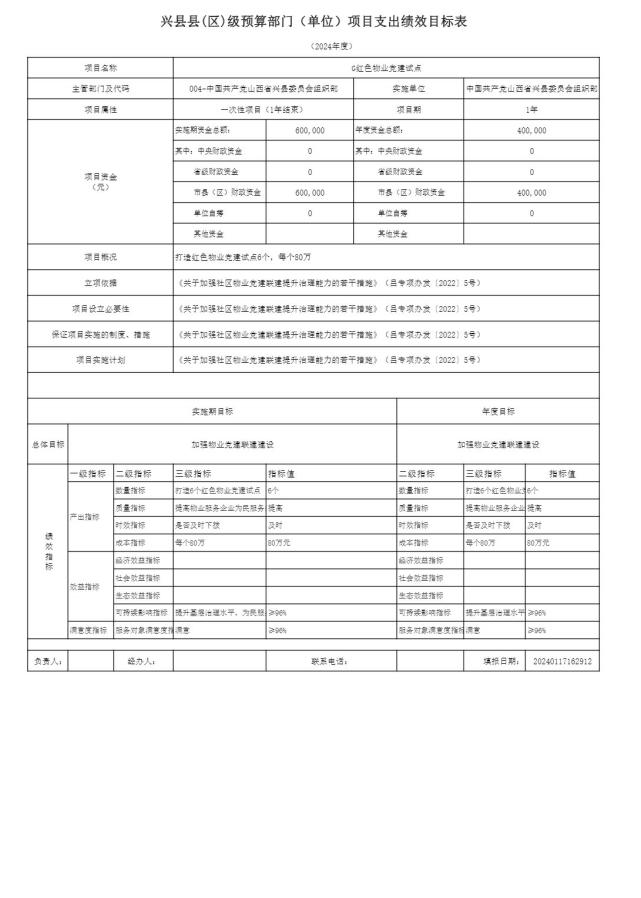 兴县县(区)级预算部门（单位）项目支出绩效目标表
（2024年度）
项目名称 G红色物业党建试点
主管部门及代码 004-中国共产党山西省兴县委员会组织部 实施单位 中国共产党山西省兴县委员会组织部
项目属性 一次性项目（1年结束） 项目期 1年
项目资金（元） 实施期资金总额： 600,000 年度资金总额： 400,000
其中：中央财政资金 0 其中：中央财政资金 0
省级财政资金 0 省级财政资金 0
市县（区）财政资金 600,000 市县（区）财政资金 400,000
单位自筹 0 单位自筹 0
其他资金 其他资金
项目概况 打造红色物业党建试点6个，每个80万
立项依据 《关于加强社区物业党建联建提升治理能力的若干措施》（吕专项办发〔2022〕5号）
项目设立必要性 《关于加强社区物业党建联建提升治理能力的若干措施》（吕专项办发〔2022〕5号）
保证项目实施的制度、措施 《关于加强社区物业党建联建提升治理能力的若干措施》（吕专项办发〔2022〕5号）
项目实施计划 《关于加强社区物业党建联建提升治理能力的若干措施》（吕专项办发〔2022〕5号）
实施期目标 年度目标
总体目标 加强物业党建联建建设 加强物业党建联建建设
绩效指标 一级指标 二级指标 三级指标 指标值 二级指标 三级指标 指标值
产出指标 数量指标 打造6个红色物业党建试点 6个 数量指标 打造6个红色物业 6个
质量指标 提高物业服务企业为民服务 提高 质量指标 提高物业服务企业 提高
时效指标 是否及时下拨 及时 时效指标 是否及时下拨 及时
成本指标 每个80万 80万元 成本指标 每个80万 80万元
效益指标 经济效益指标 经济效益指标
社会效益指标 社会效益指标
生态效益指标 生态效益指标
可持续影响指标 提升基层治理水平，为民服 ≥96% 可持续影响指标 提升基层治理水平 ≥96%
满意度指标 服务对象满意度指 满意 ≥96% 服务对象满意度指标 满意 ≥96%
负责人： 经办人： 联系电话： 填报日期： 20240117162912